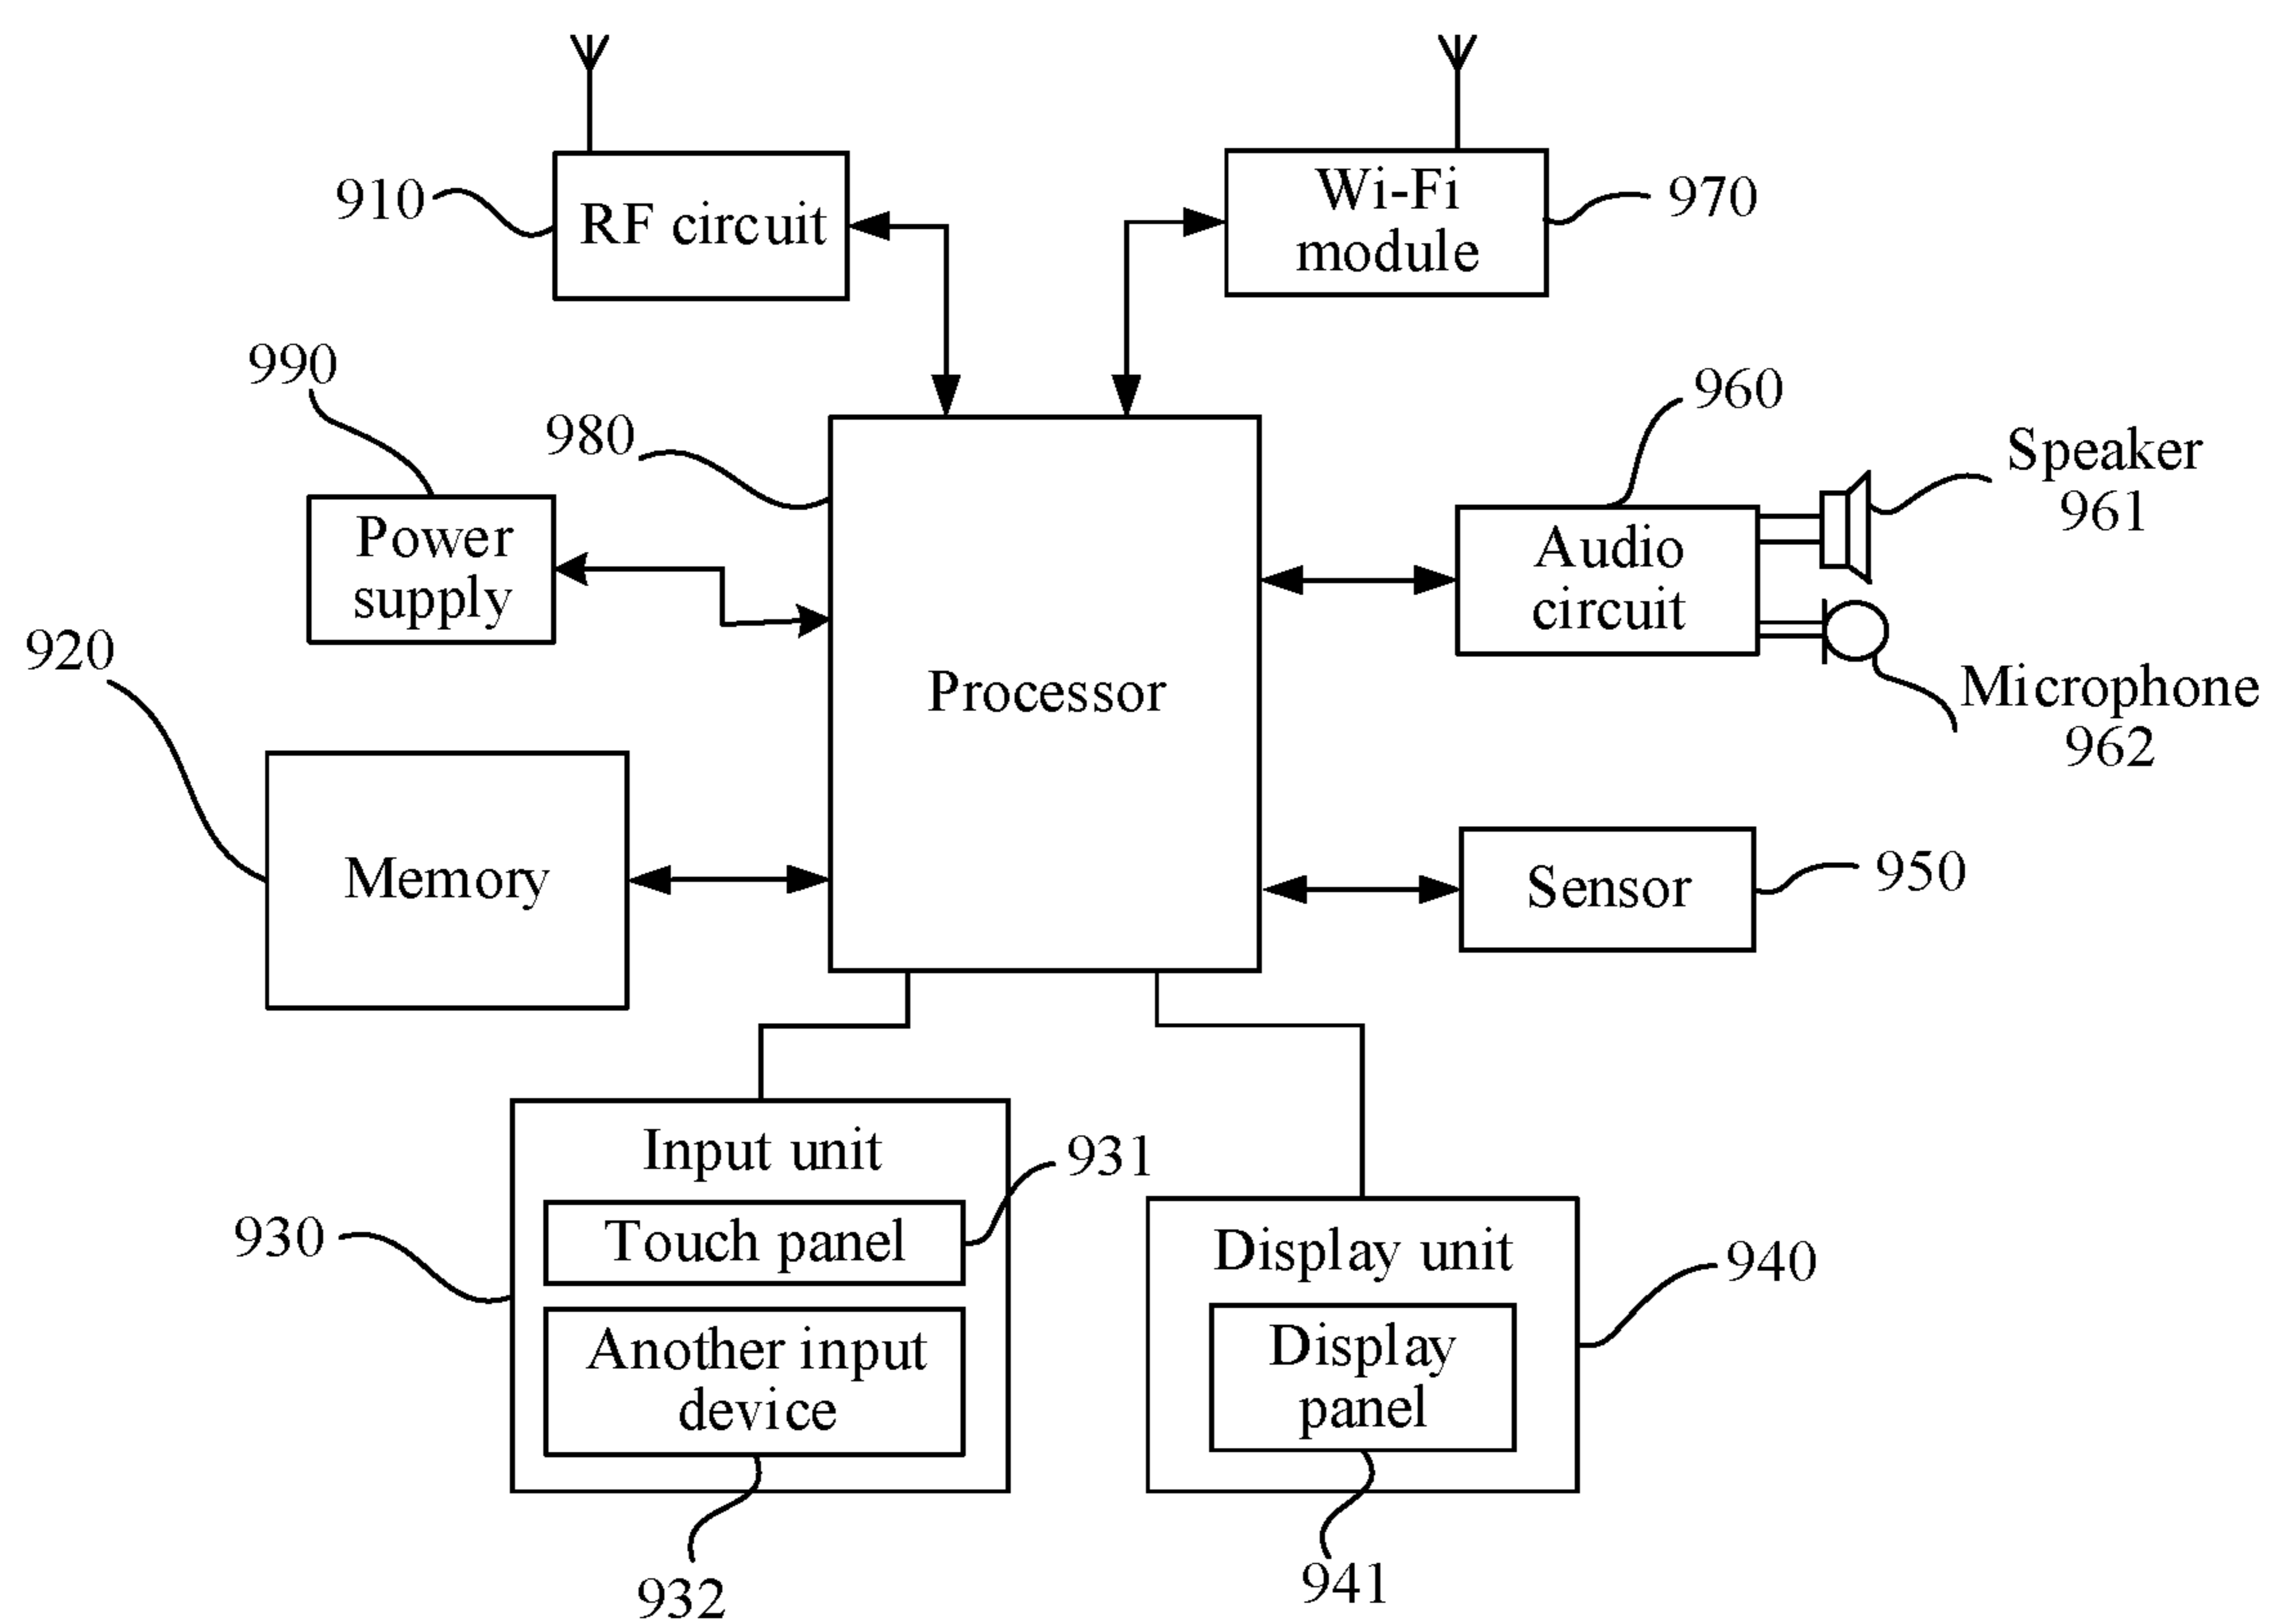 910
RF circuit
Wi-Fi
module
970
990
980
960
Speaker
961
Power
supply
Audio
circuit
920
Processor
Microphone
962
Memory
Sensor
950
Input unit
931
930
Touch panel
Display unit
940
Another input
device
Display
panel
932
941